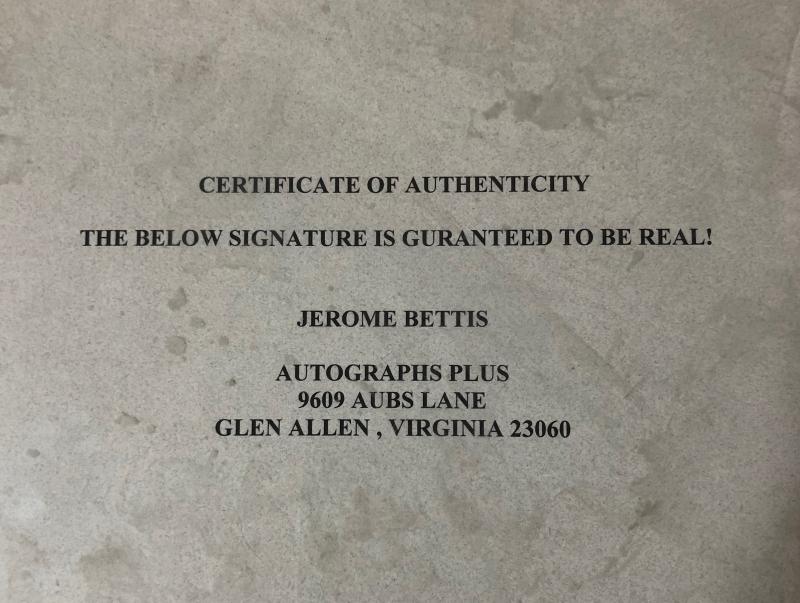 CERTIFICATE OF AUTHENTICITY
THE BELOW SIGNATURE IS GURANTEED TO BE REAL!
JEROME BETTIS
AUTOGRAPHS PLUS
9609 AUBS LANE
GLEN ALLEN , VIRGINIA 23060